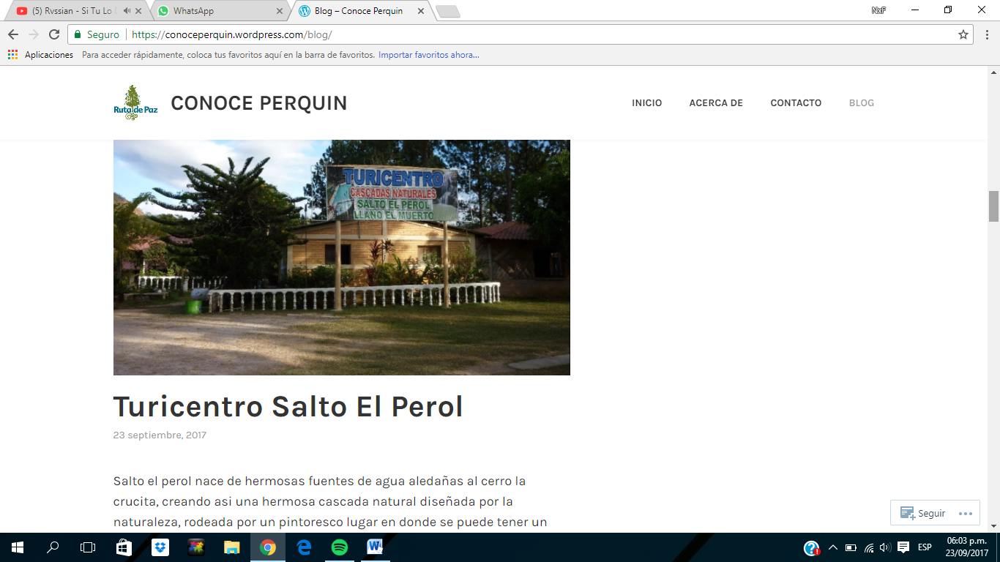 (5) Rvssian - Si Tu Lo
WhatsApp
Blog – Conoce Perquin
NxF
Seguro
https://conoceperquin.wordpress.com/blog/
Aplicaciones
Para acceder rápidamente, coloca tus favoritos aquí en la barra de favoritos. Importar favoritos ahora...
Ruta de Paz
CONOCE PERQUIN
INICIO
ACERCA DE
CONTACTO
BLOG
TURICENTRO
CASCADAS NATURALES
SALTO EL PEROL
LLANO EL MUERTO
Turicentro Salto El Perol
23 septiembre, 2017
Salto el perol nace de hermosas fuentes de agua aledañas al cerro la
crucita, creando asi una hermosa cascada natural diseñada por la
naturaleza, rodeada por un pintoresco lugar en donde se puede tener un
Seguir
ESP
06:03 p.m.
23/09/2017